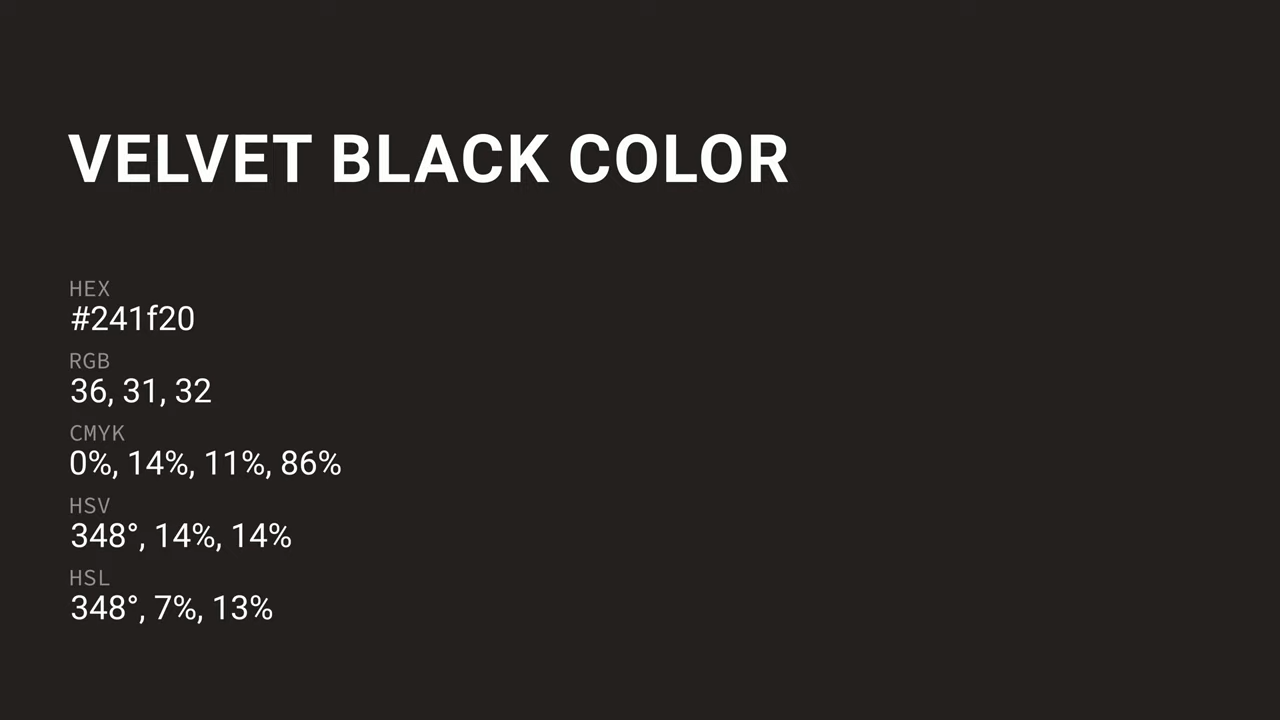 VELVET BLACK COLOR
HEX
#241f20
RGB
36, 31, 32
CMYK
0%, 14%, 11%, 86%
HSV
348°, 14%, 14%
HSL
348°, 7%, 13%